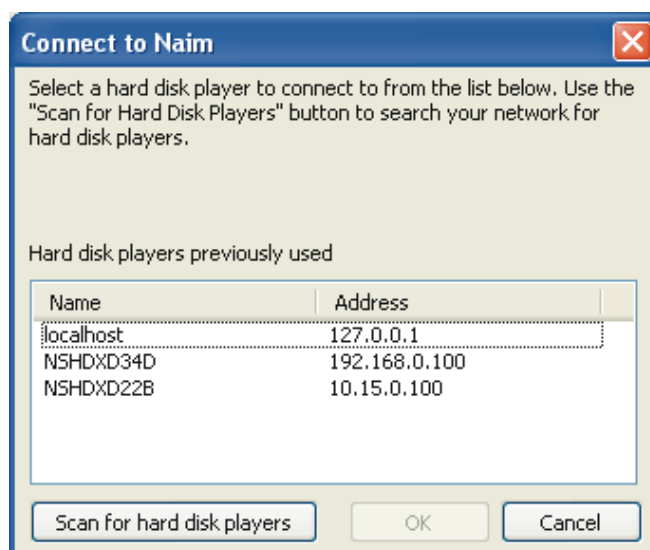 Connect to Naim
Select a hard disk player to connect to from the list below. Use the
"Scan for Hard Disk Players" button to search your network for
hard disk players.
Hard disk players previously used
Name Address
localhost 127.0.0.1
NSHDXD34D 192.168.0.100
NSHDXD22B 10.15.0.100
Scan for hard disk players OK Cancel